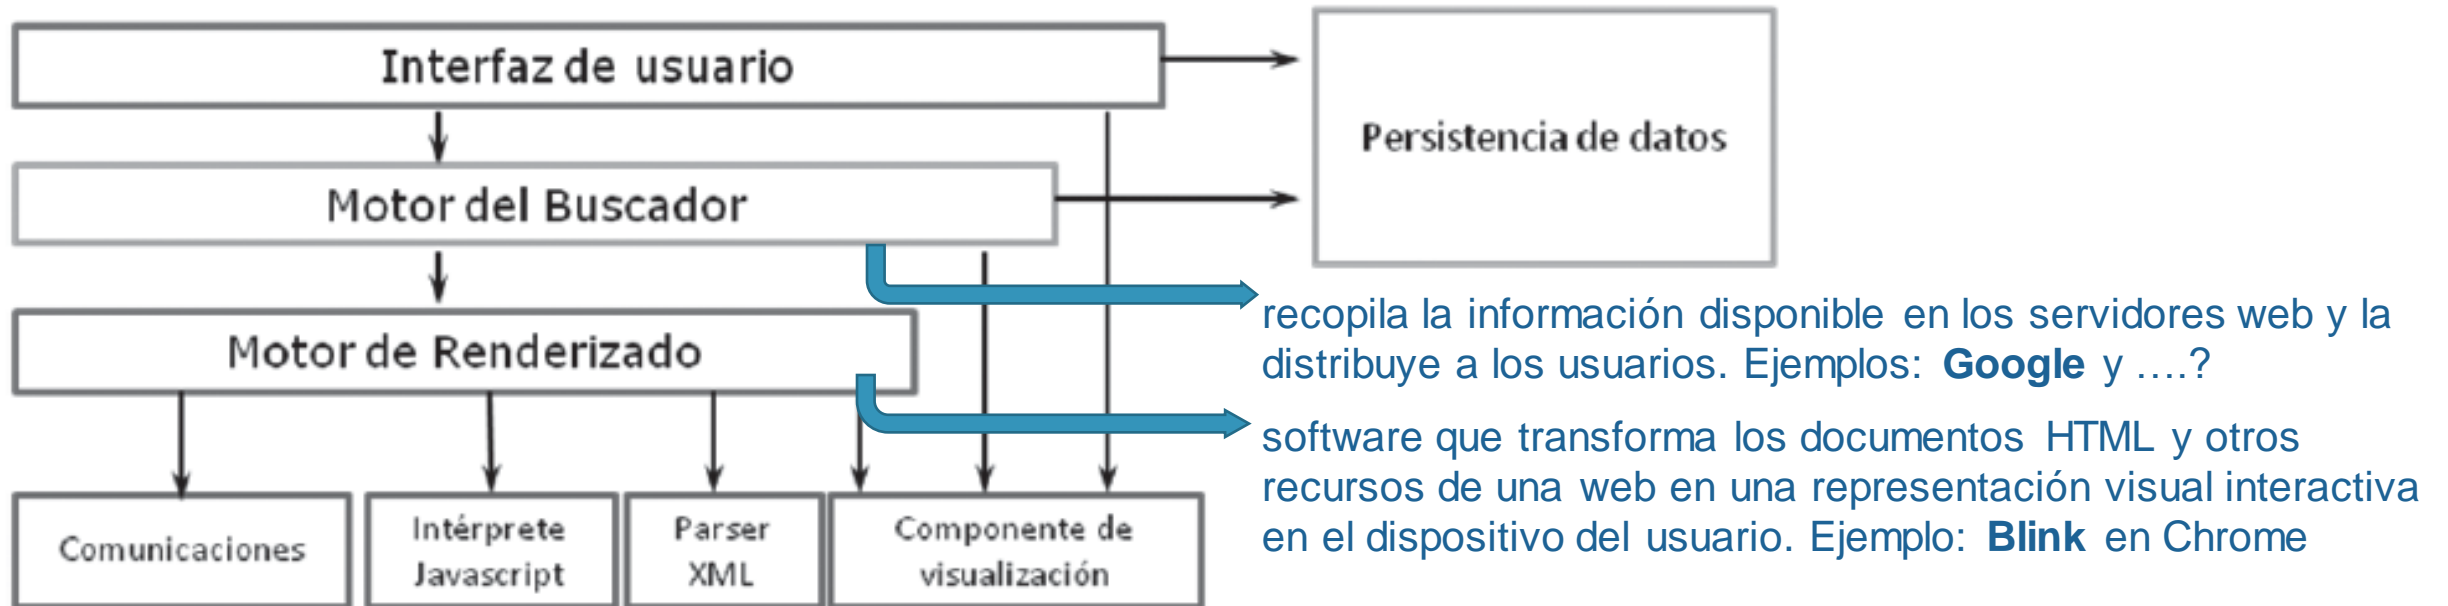 Interfaz de usuario
Persistencia de datos
Motor del Buscador
recopila la información disponible en los servidores web y la
distribuye a los usuarios. Ejemplos: Google y ....?
Motor de Renderizado
software que transforma los documentos HTML y otros
recursos de una web en una representación visual interactiva
en el dispositivo del usuario. Ejemplo: Blink en Chrome
Comunicaciones
Intérprete
Javascript
Parser
XML
Componente de
visualización